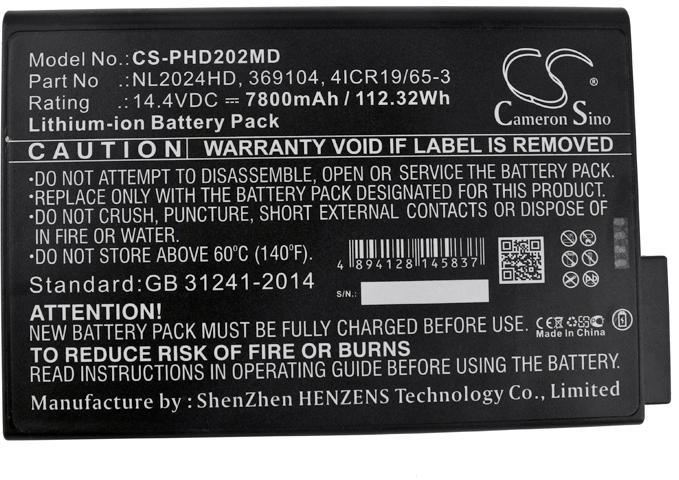 Model No.: CS-PHD202MD
Part No : NL2024HD, 369104, 4ICR19/65-3
Rating : 14.4VDC ⎓ 7800mAh / 112.32Wh
Lithium-ion Battery Pack
CS
Cameron Sino
CAUTION WARRANTY VOID IF LABEL IS REMOVED
•DO NOT ATTEMPT TO DISASSEMBLE, OPEN OR SERVICE THE BATTERY PACK.
•REPLACE ONLY WITH THE BATTERY PACK DESIGNATED FOR THIS PRODUCT.
•DO NOT CRUSH, PUNCTURE, SHORT EXTERNAL CONTACTS OR DISPOSE OF
IN FIRE OR WATER.
•DO NOT STORE ABOVE 60°C (140°F).
Standard: GB 31241-2014
4 894128 145837
S/N.:
ATTENTION!
NEW BATTERY PACK MUST BE FULLY CHARGED BEFORE USE.
TO REDUCE RISK OF FIRE OR BURNS
READ INSTRUCTIONS IN OPERATING GUIDE BEFORE USING THE BATTERY.
CE
Made In China
Manufactured by : ShenZhen HENZENS Technology Co., Limited